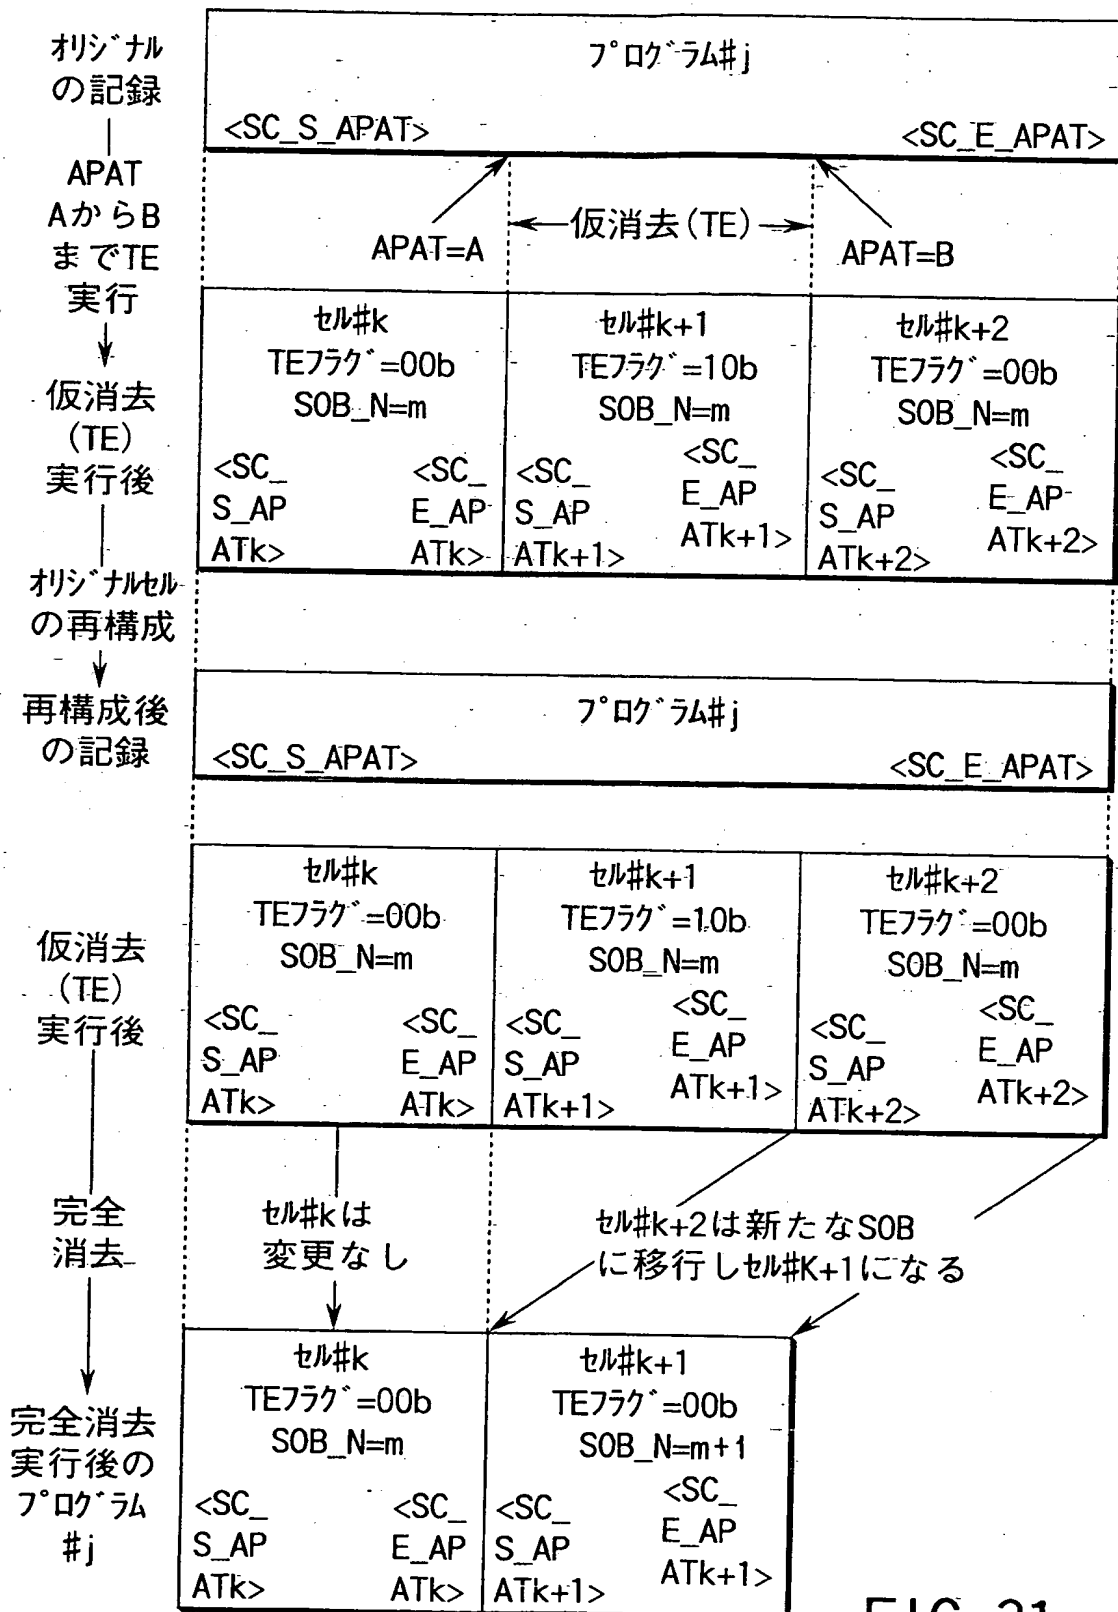 オリジナル
の記録
プログラム#j
<SC_S_APAT>
<SC_E_APAT>
APAT
AからB
までTE
実行
APAT=A
仮消去(TE)
APAT=B
仮消去
(TE)
実行後
セル#k
TEフラグ=00b
SOB_N=m
<SC_
S_AP
ATk>
<SC_
E_AP
ATk>
セル#k+1
TEフラグ=10b
SOB_N=m
<SC_
S_AP
ATk+1>
<SC_
E_AP
ATk+1>
セル#k+2
TEフラグ=00b
SOB_N=m
<SC_
S_AP
ATk+2>
<SC_
E_AP
ATk+2>
オリジナルセル
の再構成
再構成後
の記録
プログラム#j
<SC_S_APAT>
<SC_E_APAT>
仮消去
(TE)
実行後
セル#k
TEフラグ=00b
SOB_N=m
<SC_
S_AP
ATk>
<SC_
E_AP
ATk>
セル#k+1
TEフラグ=10b
SOB_N=m
<SC_
S_AP
ATk+1>
<SC_
E_AP
ATk+1>
セル#k+2
TEフラグ=00b
SOB_N=m
<SC_
S_AP
ATk+2>
<SC_
E_AP
ATk+2>
完全
消去
セル#kは
変更なし
セル#k+2は新たなSOB
に移行しセル#K+1になる
完全消去
実行後の
プログラム
#j
セル#k
TEフラグ=00b
SOB_N=m
<SC_
S_AP
ATk>
<SC_
E_AP
ATk>
セル#k+1
TEフラグ=00b
SOB_N=m+1
<SC_
S_AP
ATk+1>
<SC_
E_AP
ATk+1>